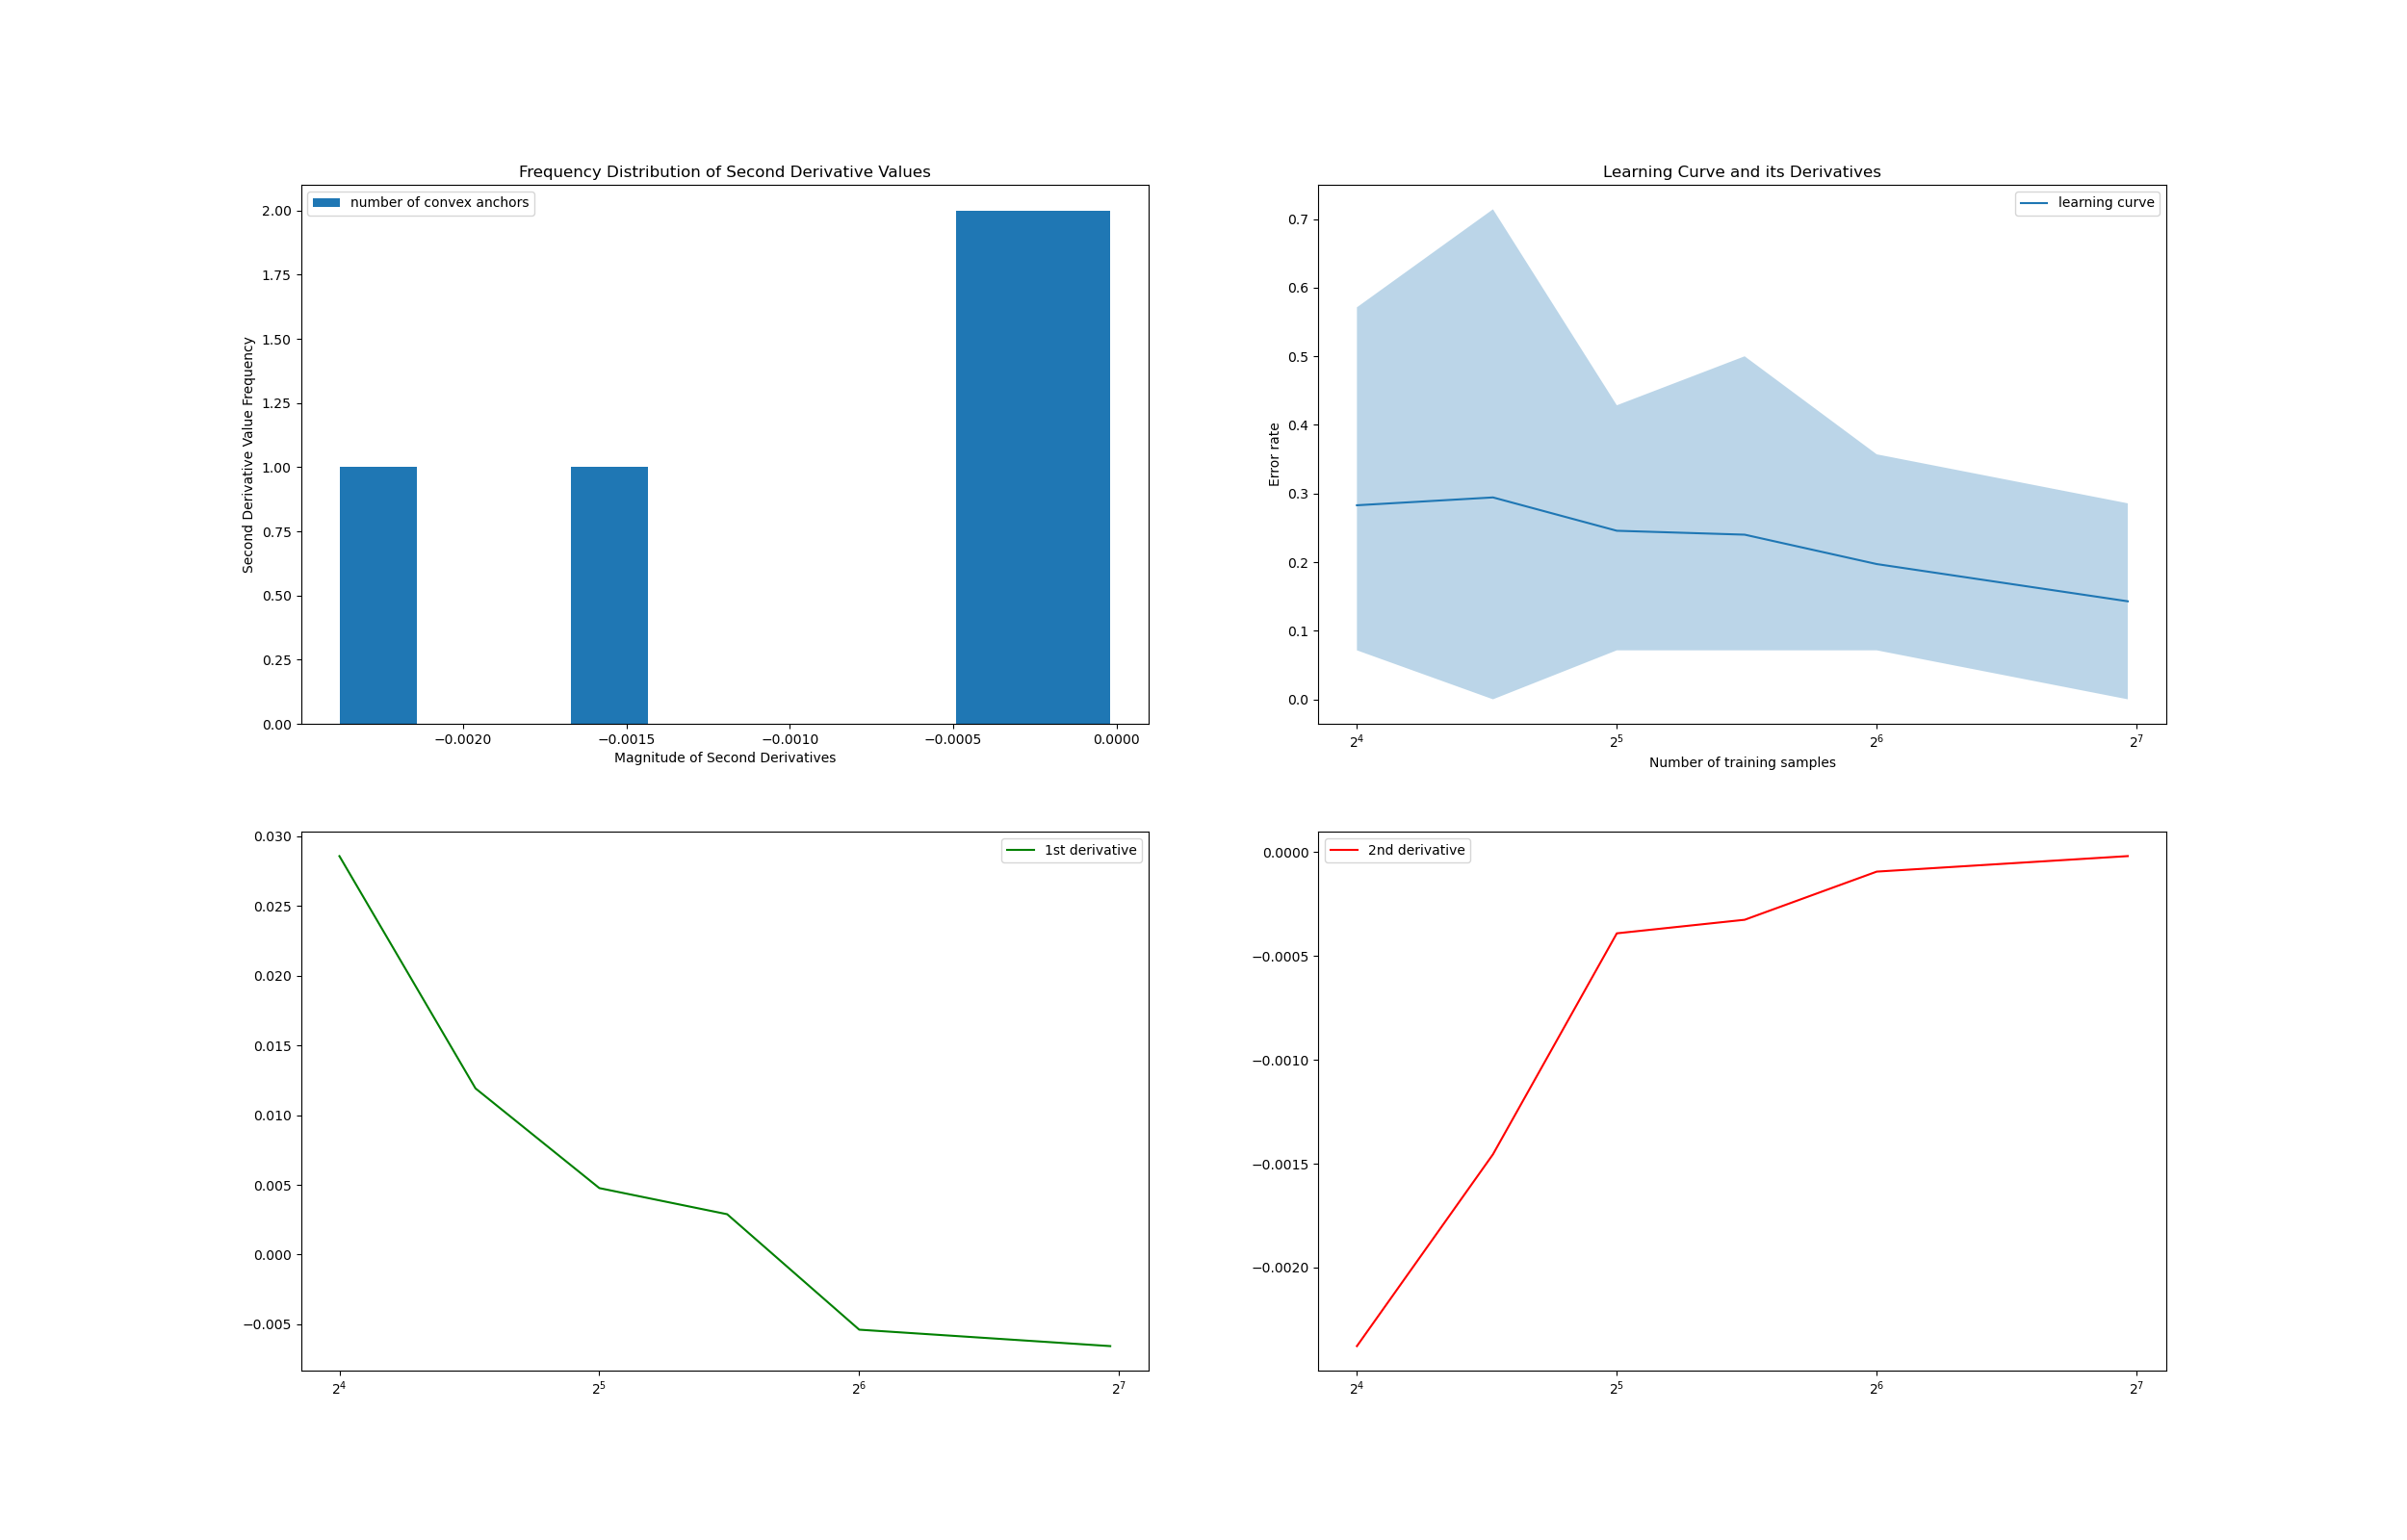 Frequency Distribution of Second Derivative Values
number of convex anchors
Second Derivative Value Frequency
2.00
1.75
1.50
1.25
1.00
0.75
0.50
0.25
0.00
−0.0020 −0.0015 −0.0010 −0.0005 0.0000
Magnitude of Second Derivatives
Learning Curve and its Derivatives
learning curve
Error rate
0.7
0.6
0.5
0.4
0.3
0.2
0.1
0.0
2⁴ 2⁵ 2⁶ 2⁷
Number of training samples
1st derivative
0.030
0.025
0.020
0.015
0.010
0.005
0.000
−0.005
2⁴ 2⁵ 2⁶ 2⁷
2nd derivative
0.0000
−0.0005
−0.0010
−0.0015
−0.0020
2⁴ 2⁵ 2⁶ 2⁷